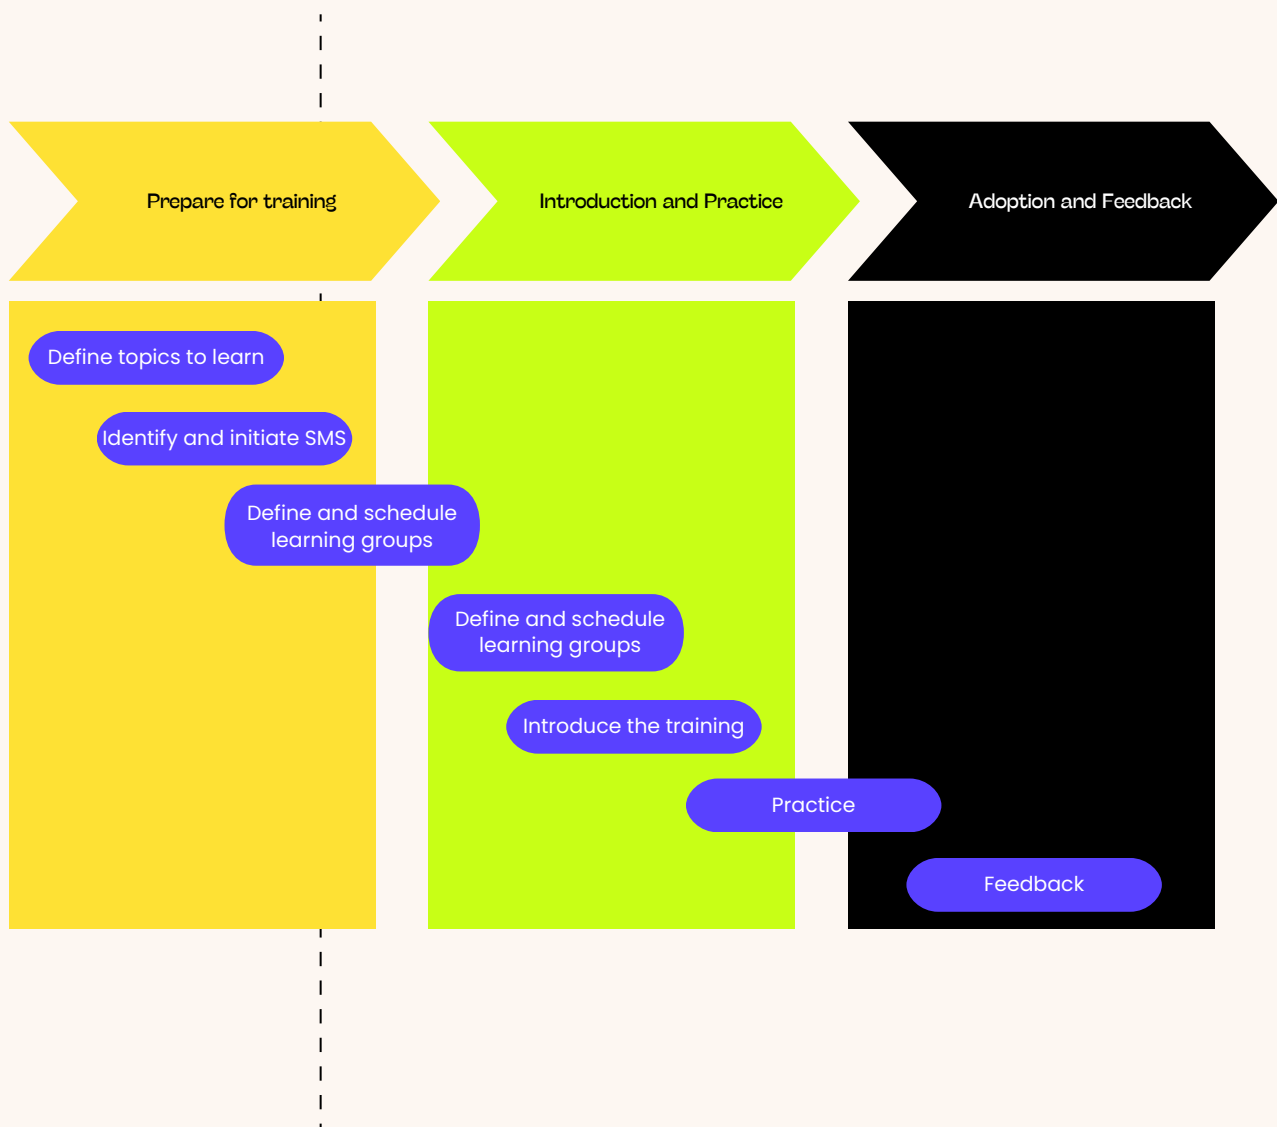 Prepare for training
Introduction and Practice
Adoption and Feedback
Define topics to learn
Identify and initiate SMS
Define and schedule
learning groups
Define and schedule
learning groups
Introduce the training
Practice
Feedback